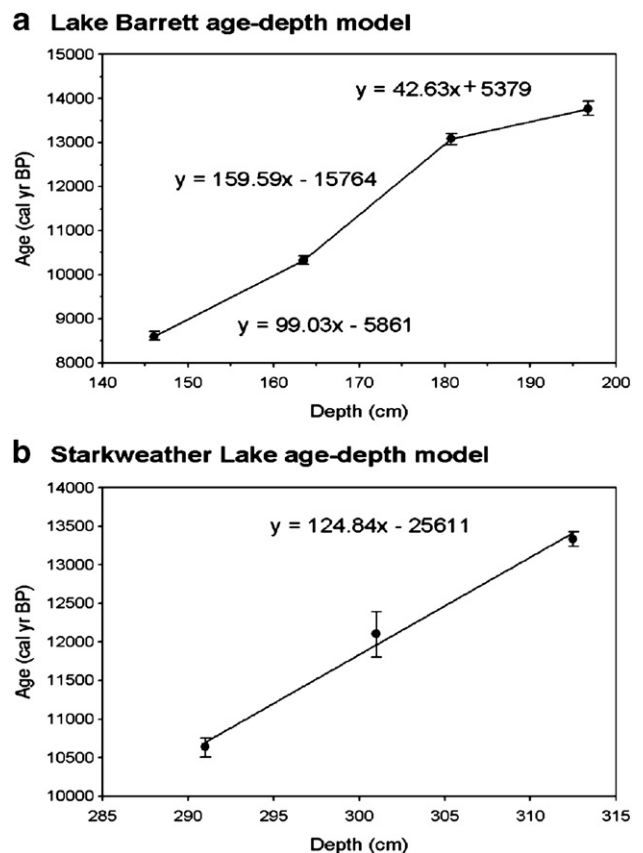 a Lake Barrett age-depth model
15000
14000
13000
12000
11000
10000
9000
8000
Age (cal yr BP)
y = 42.63x + 5379
y = 159.59x - 15764
y = 99.03x - 5861
140 150 160 170 180 190 200
Depth (cm)
b Starkweather Lake age-depth model
14000
13500
13000
12500
12000
11500
11000
10500
10000
Age (cal yr BP)
y = 124.84x - 25611
285 290 295 300 305 310 315
Depth (cm)